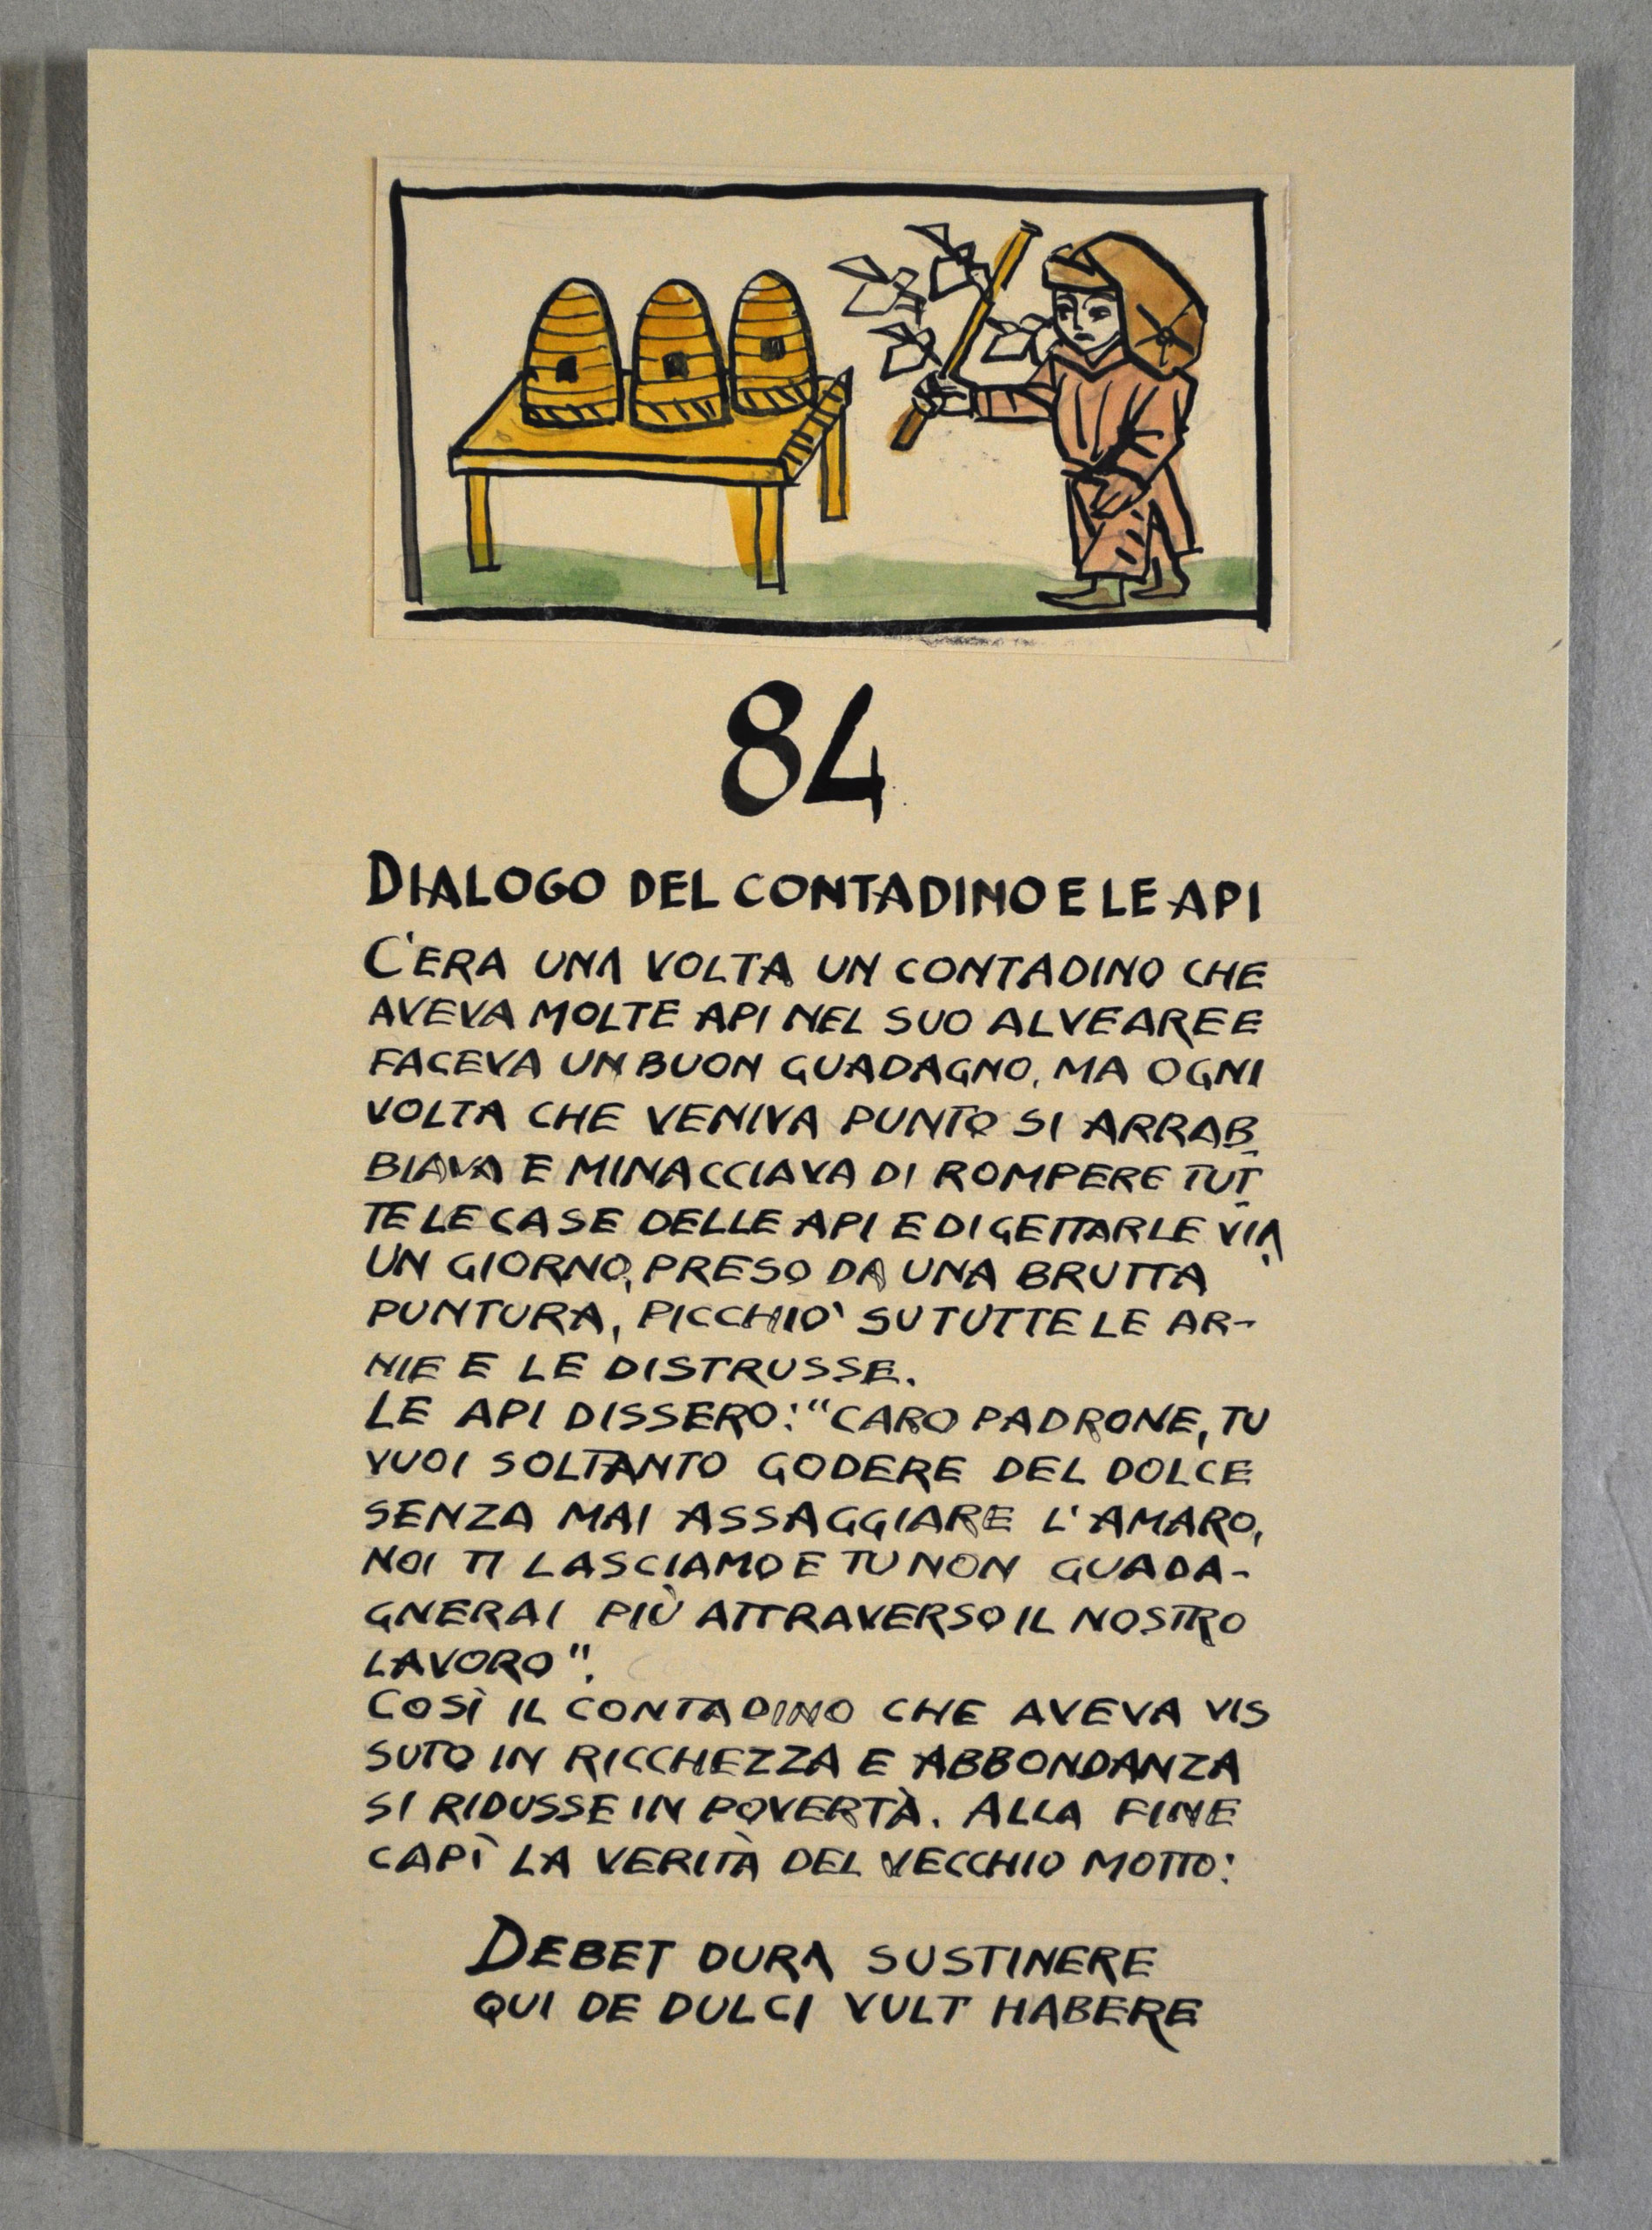 84
DIALOGO DEL CONTADINO E LE API
C'ERA UNA VOLTA UN CONTADINO CHE
AVEVA MOLTE API NEL SUO ALVEARE E
FACEVA UN BUON GUADAGNO. MA OGNI
VOLTA CHE VENIVA PUNTO SI ARRAB
BIAVA E MINACCIAVA DI ROMPERE TUT
TE LE CASE DELLE API E DI GETTARLE VIA
UN GIORNO, PRESO DA UNA BRUTTA
PUNTURA, PICCHIO' SU TUTTE LE AR-
NIE E LE DISTRUSSE.
LE API DISSERO: "CARO PADRONE, TU
VUOI SOLTANTO GODERE DEL DOLCE
SENZA MAI ASSAGGIARE L'AMARO,
NOI TI LASCIAMO E TU NON GUADA-
GNERAI PIÙ ATTRAVERSO IL NOSTRO
LAVORO".
COSÌ IL CONTADINO CHE AVEVA VIS
SUTO IN RICCHEZZA E ABBONDANZA
SI RIDUSSE IN POVERTÀ. ALLA FINE
CAPÌ LA VERITÀ DEL VECCHIO MOTTO:
DEBET DURA SUSTINERE
QUI DE DULCI VULT HABERE